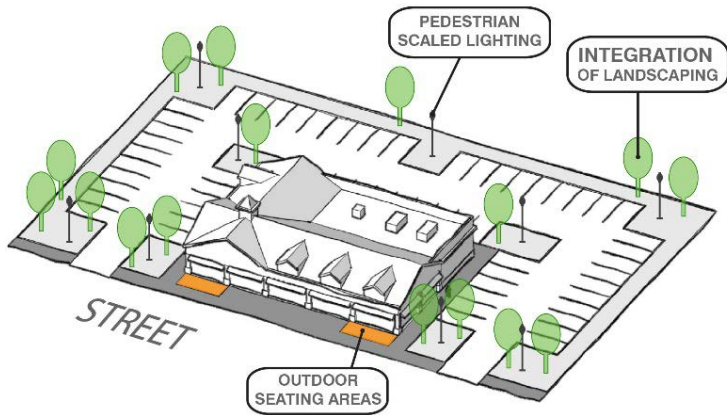 PEDESTRIAN
SCALED LIGHTING
INTEGRATION
OF LANDSCAPING
STREET
OUTDOOR
SEATING AREAS